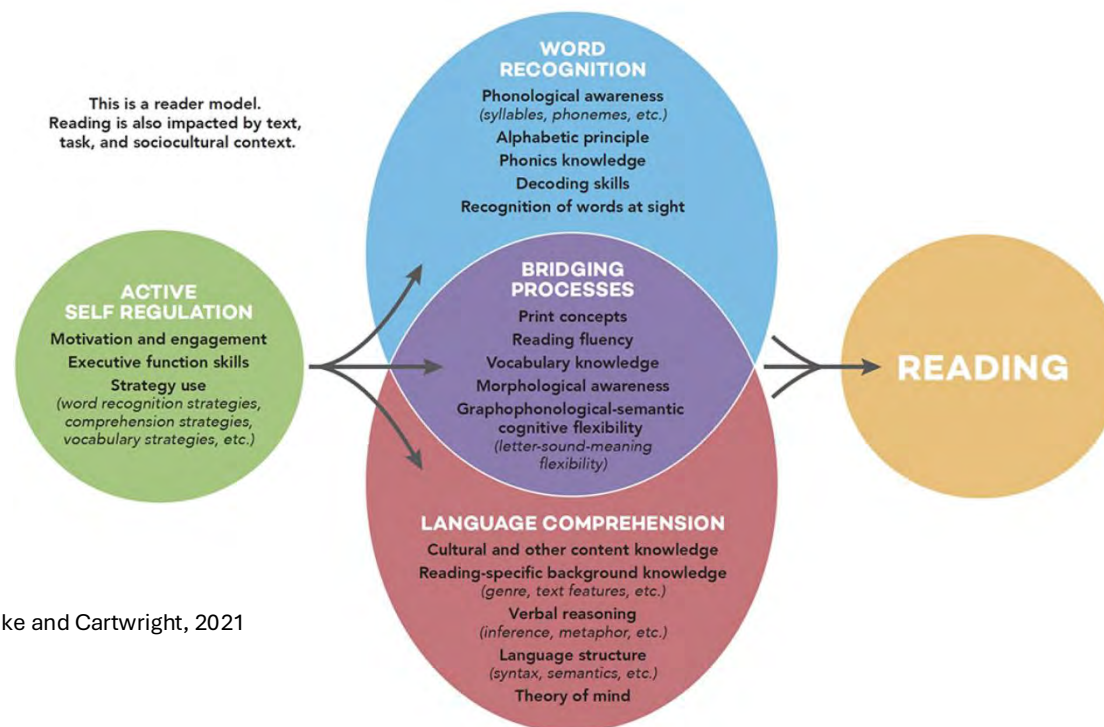 This is a reader model.
Reading is also impacted by text,
task, and sociocultural context.
ACTIVE
SELF REGULATION
Motivation and engagement
Executive function skills
Strategy use
(word recognition strategies,
comprehension strategies,
vocabulary strategies, etc.)
WORD
RECOGNITION
Phonological awareness
(syllables, phonemes, etc.)
Alphabetic principle
Phonics knowledge
Decoding skills
Recognition of words at sight
BRIDGING
PROCESSES
Print concepts
Reading fluency
Vocabulary knowledge
Morphological awareness
Graphophonological-semantic
cognitive flexibility
(letter-sound-meaning
flexibility)
LANGUAGE COMPREHENSION
Cultural and other content knowledge
Reading-specific background knowledge
(genre, text features, etc.)
Verbal reasoning
(inference, metaphor, etc.)
Language structure
(syntax, semantics, etc.)
Theory of mind
READING
ke and Cartwright, 2021